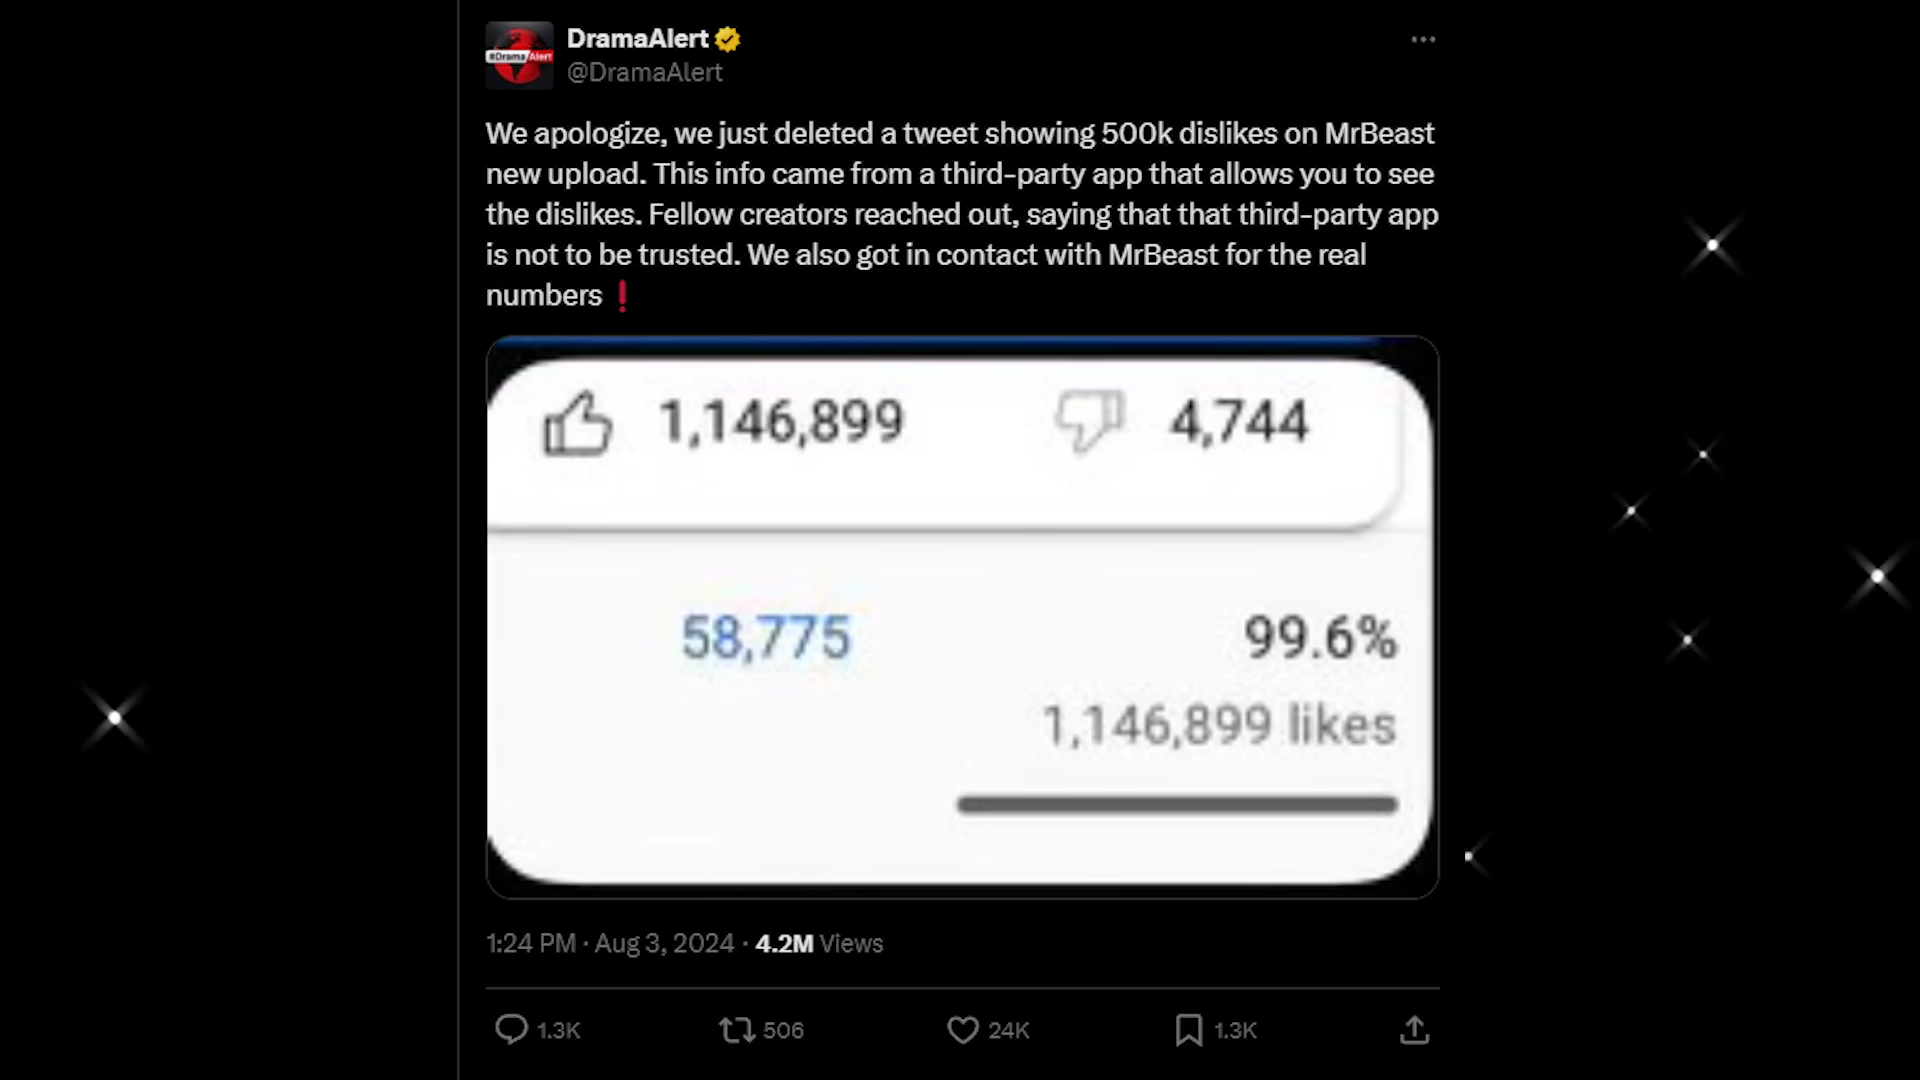 #Drama Alert
DramaAlert
@DramaAlert
We apologize, we just deleted a tweet showing 500k dislikes on MrBeast
new upload. This info came from a third-party app that allows you to see
the dislikes. Fellow creators reached out, saying that that third-party app
is not to be trusted. We also got in contact with MrBeast for the real
numbers❗
1,146,899 4,744
58,775 99.6%
1,146,899 likes
1:24 PM · Aug 3, 2024 · 4.2M Views
1.3K 506 24K 1.3K